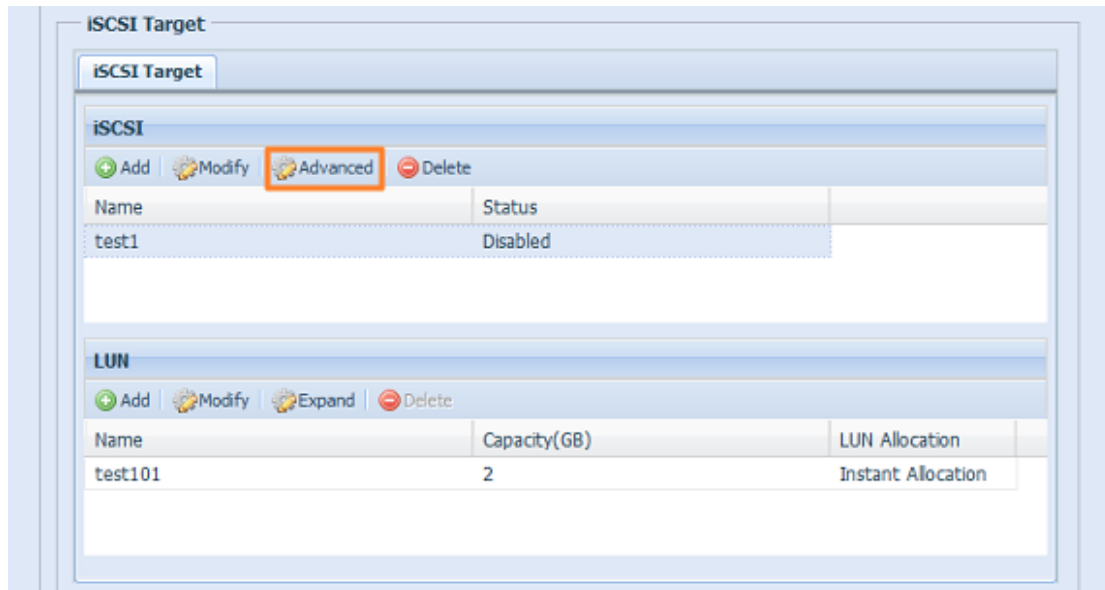 iSCSI Target
iSCSI Target
iSCSI
Add Modify Advanced Delete
Name Status
test1 Disabled
LUN
Add Modify Expand Delete
Name Capacity(GB) LUN Allocation
test101 2 Instant Allocation